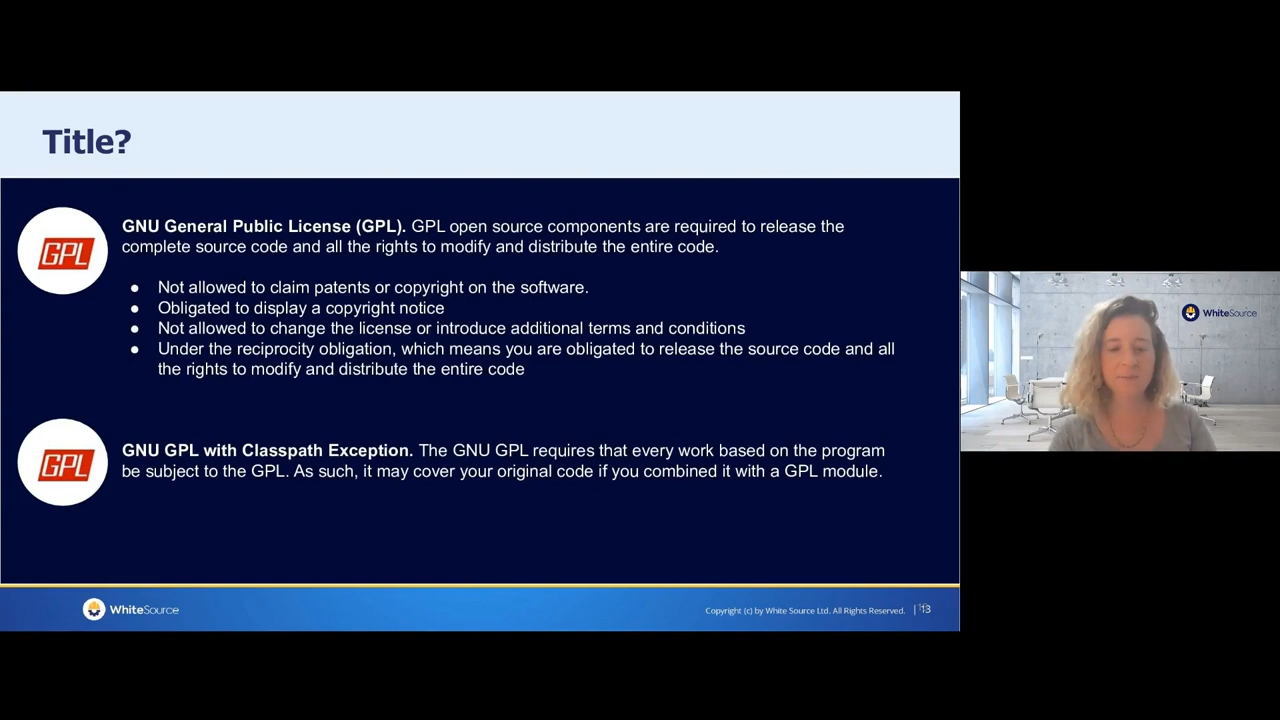 Title?
GPL
GNU General Public License (GPL). GPL open source components are required to release the
complete source code and all the rights to modify and distribute the entire code.
● Not allowed to claim patents or copyright on the software.
● Obligated to display a copyright notice
● Not allowed to change the license or introduce additional terms and conditions
● Under the reciprocity obligation, which means you are obligated to release the source code and all
the rights to modify and distribute the entire code
GPL
GNU GPL with Classpath Exception. The GNU GPL requires that every work based on the program
be subject to the GPL. As such, it may cover your original code if you combined it with a GPL module.
WhiteSource
Copyright (c) by White Source Ltd. All Rights Reserved. | 13
WhiteSource